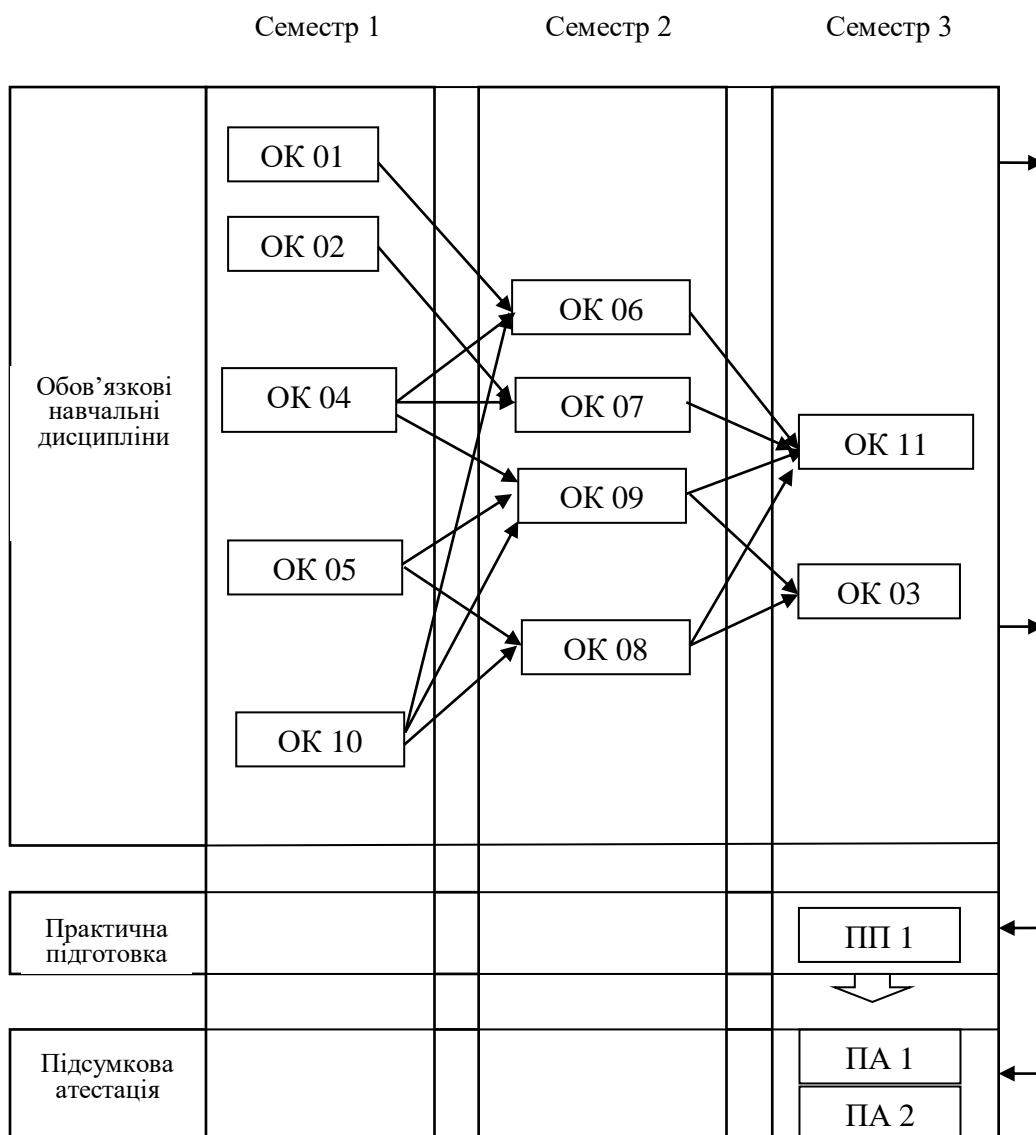 Семестр 1
Семестр 2
Семестр 3
Обов’язкові
навчальні
дисципліни
ОК 01
ОК 02
ОК 04
ОК 05
ОК 10
ОК 06
ОК 07
ОК 09
ОК 08
ОК 11
ОК 03
Практична
підготовка
ПП 1
Підсумкова
атестація
ПА 1
ПА 2